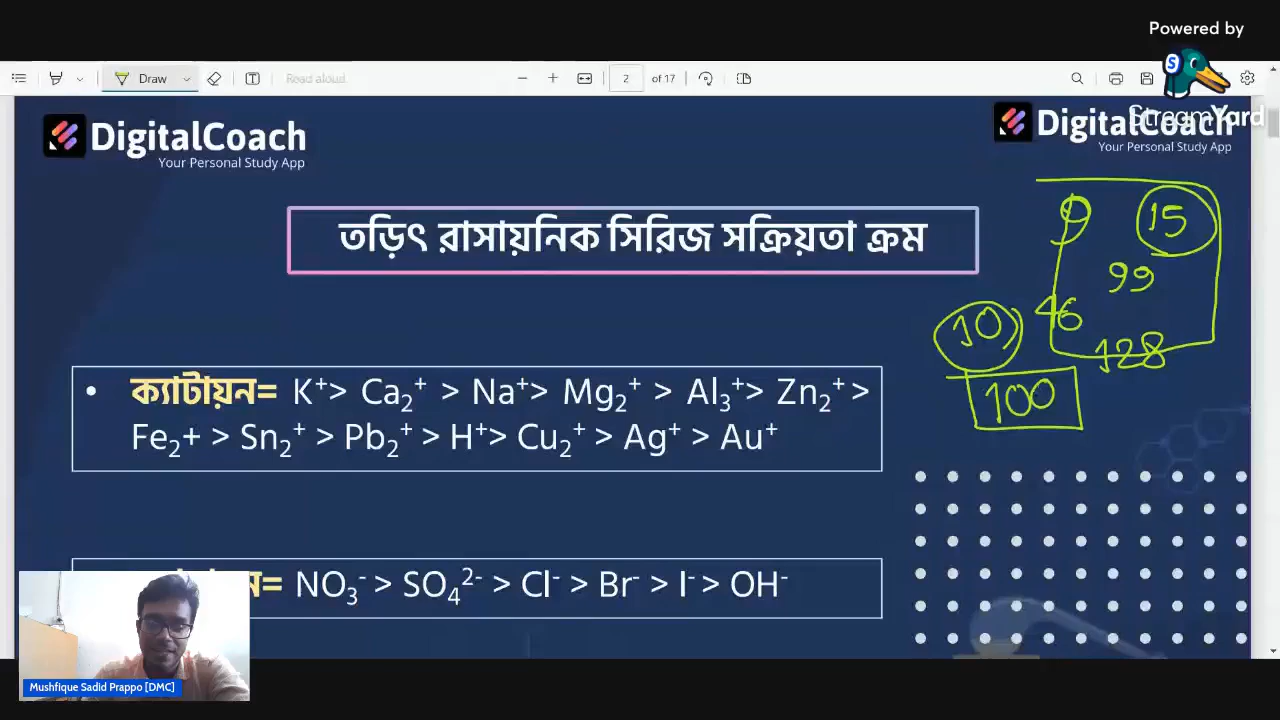 Powered by
Draw
Read aloud
2 of 17
StreamYard
DigitalCoach
Your Personal Study App
DigitalCoach
Your Personal Study App
তড়িৎ রাসায়নিক সিরিজ সক্রিয়তা ক্রম
15
99
10
46
128
100
• ক্যাটায়ন= K⁺> Ca₂⁺ > Na⁺> Mg₂⁺ > Al₃⁺> Zn₂⁺ >
Fe₂+ > Sn₂⁺ > Pb₂⁺ > H⁺> Cu₂⁺ > Ag⁺ > Au⁺
ন= NO₃⁻ > SO₄²⁻ > Cl⁻ > Br⁻ > I⁻ > OH⁻
Mushfique Sadid Prappo [DMC]